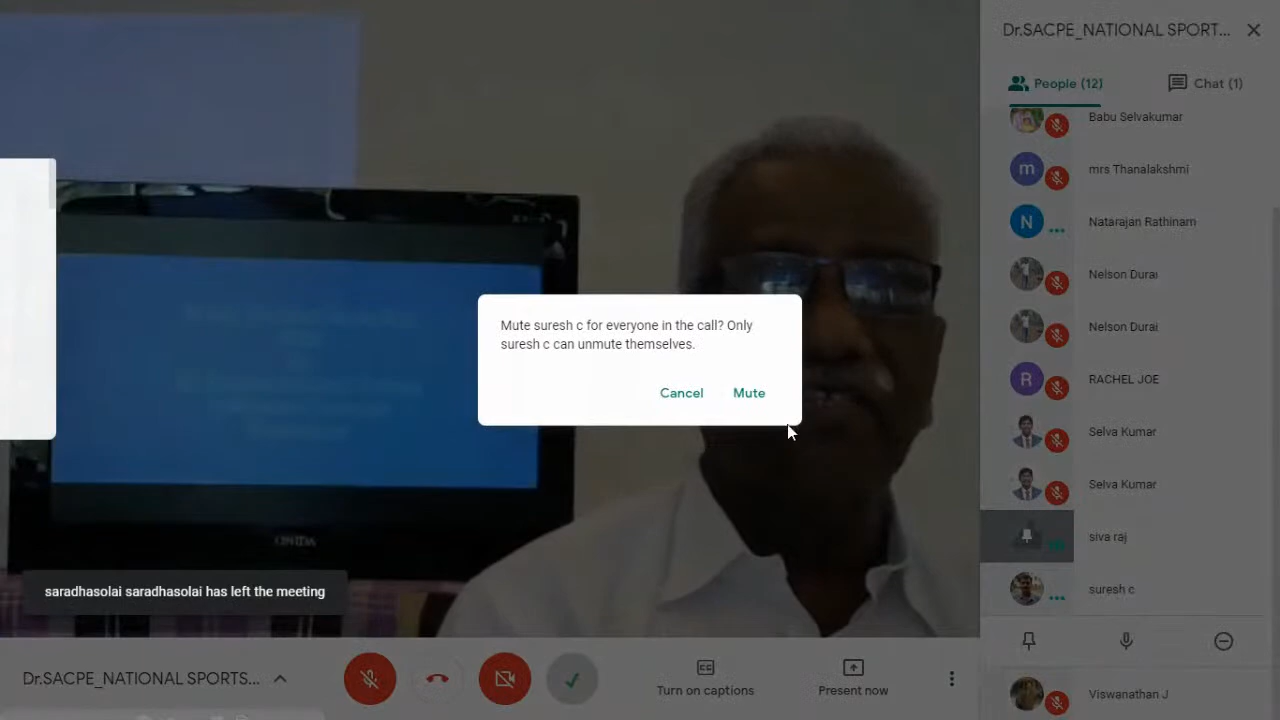 Dr.SACPE_NATIONAL SPORT...
People (12)
Chat (1)
Babu Selvakumar
m
mrs Thanalakshmi
N
Natarajan Rathinam
Nelson Durai
Nelson Durai
R
RACHEL JOE
Selva Kumar
Selva Kumar
siva raj
suresh c
Viswanathan J
Mute suresh c for everyone in the call? Only
suresh c can unmute themselves.
Cancel
Mute
ONIDA
saradhasolai saradhasolai has left the meeting
Dr.SACPE_NATIONAL SPORTS...
CC
Turn on captions
Present now